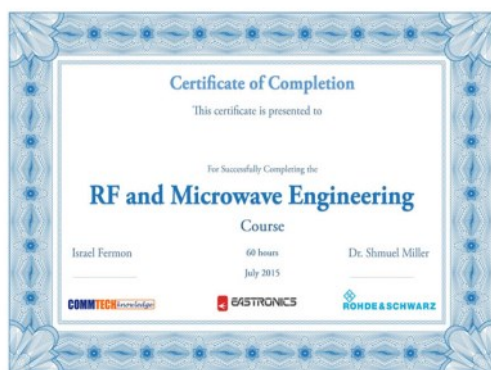 Certificate of Completion
This certificate is presented to
For Successfully Completing the
RF and Microwave Engineering
Course
Israel Fermon 60 hours Dr. Shmuel Miller
July 2015
COMMTECH knowledge EASTRONICS ROHDE & SCHWARZ